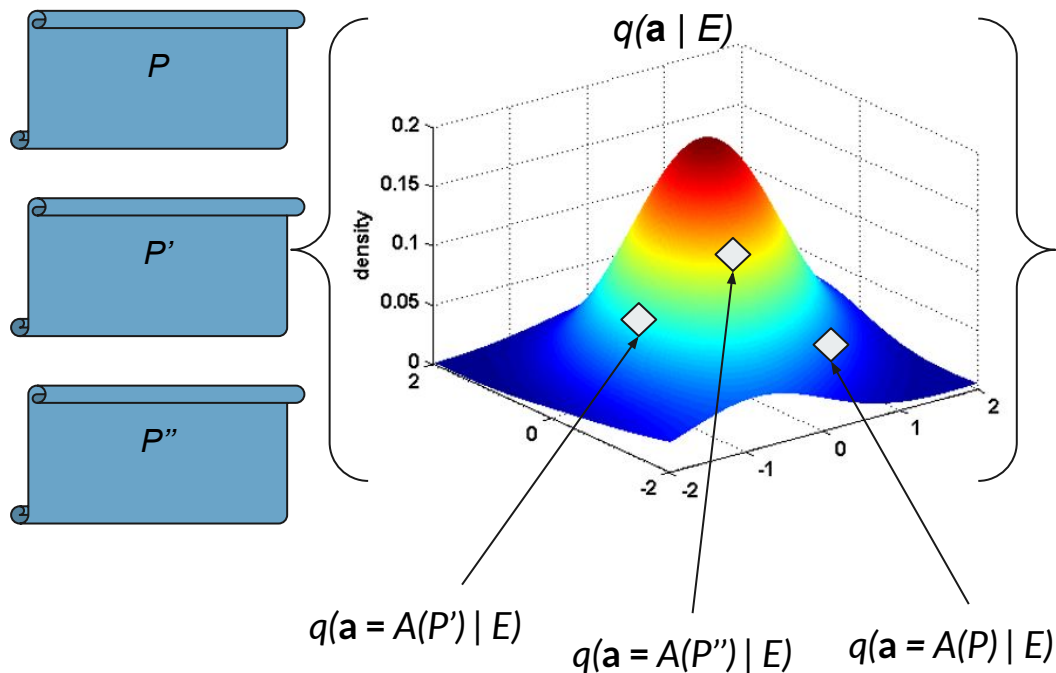 P
P’
P’’
q(a | E)
0.2
0.15
0.1
0.05
0
density
2
0
-2
-2
-1
0
1
2
q(a = A(P’) | E)
q(a = A(P’’) | E)
q(a = A(P) | E)